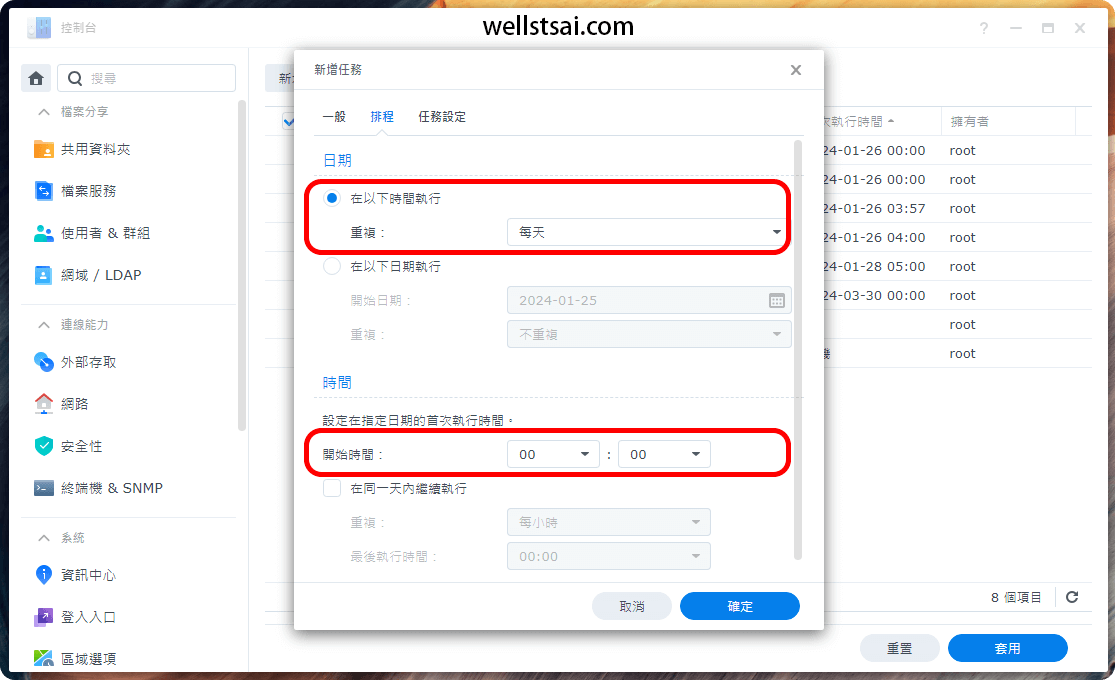 控制台
wellstsai.com
搜尋
檔案分享
共用資料夾
檔案服務
使用者 & 群組
網域 / LDAP
連線能力
外部存取
網路
安全性
終端機 & SNMP
系統
資訊中心
登入入口
區域選項
新增任務
一般 排程 任務設定
日期
在以下時間執行
重複： 每天
在以下日期執行
開始日期： 2024-01-25
重複： 不重複
時間
設定在指定日期的首次執行時間。
開始時間： 00 : 00
在同一天內繼續執行
重複： 每小時
最後執行時間： 00:00
取消 確定
執行時間 擁有者
24-01-26 00:00 root
24-01-26 00:00 root
24-01-26 03:57 root
24-01-26 04:00 root
24-01-28 05:00 root
24-03-30 00:00 root
root
root
8 個項目
重置 套用